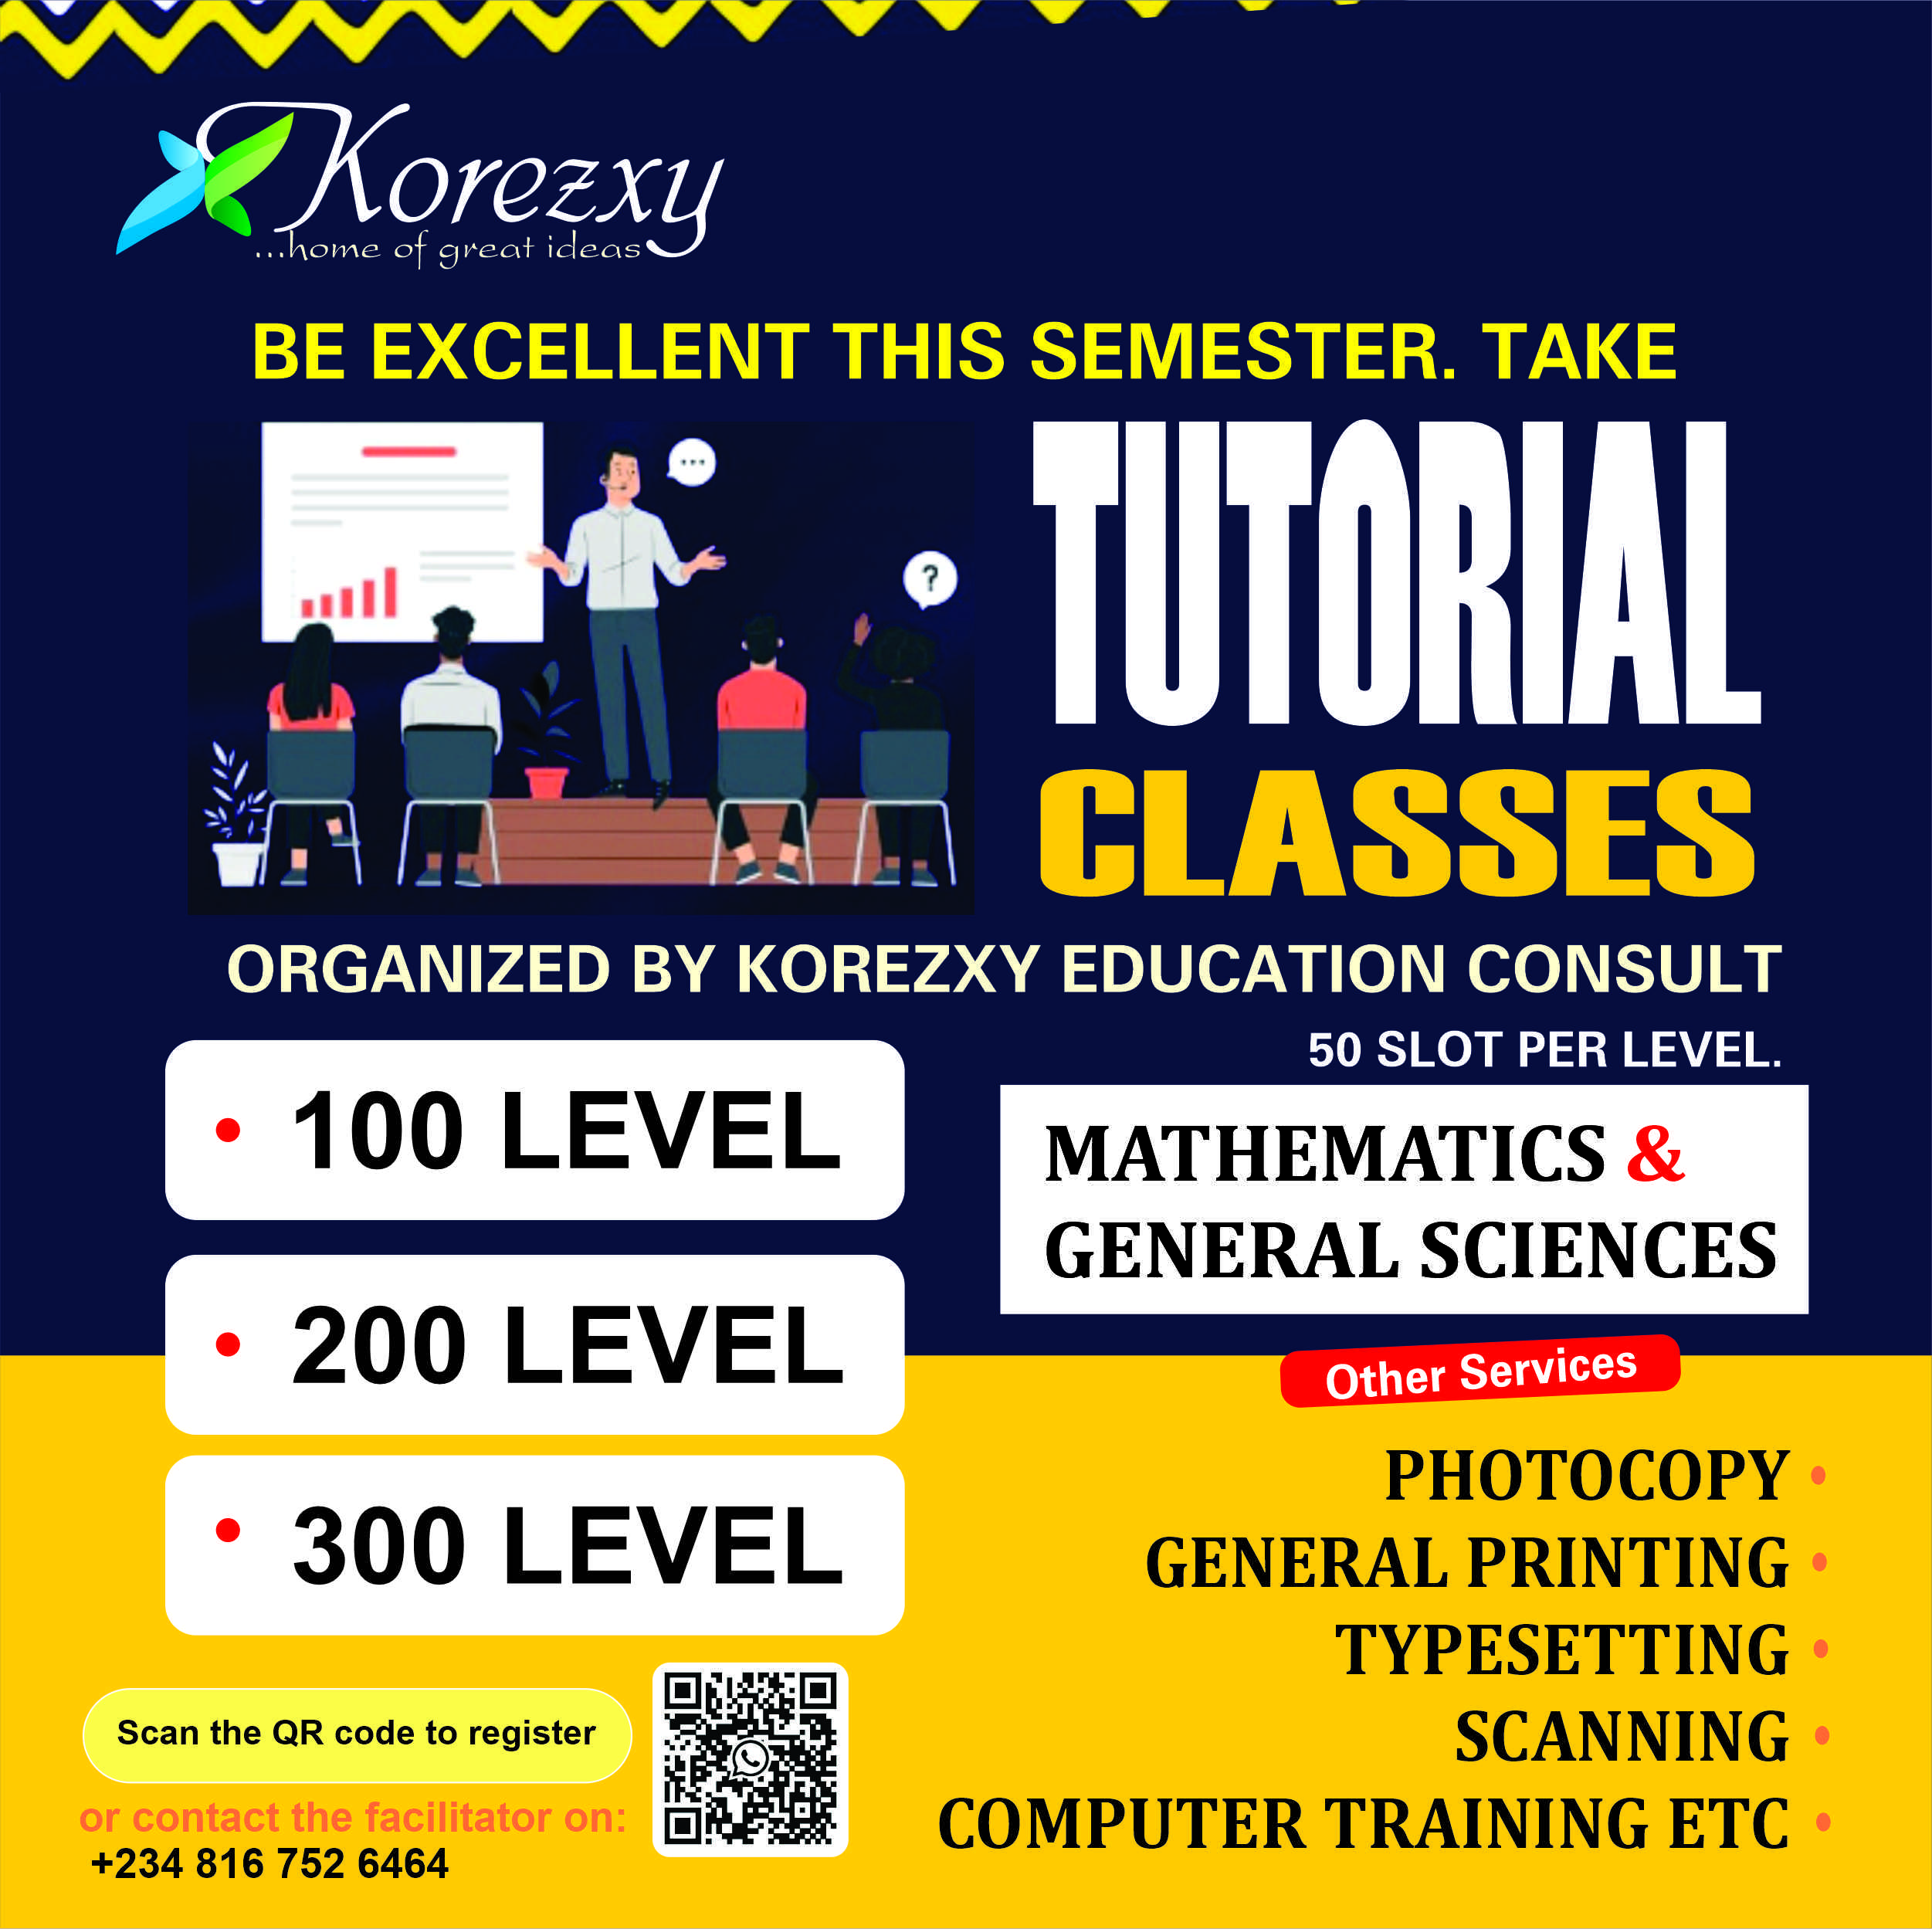 Korezxy
...home of great ideas
BE EXCELLENT THIS SEMESTER. TAKE
TUTORIAL
CLASSES
ORGANIZED BY KOREZXY EDUCATION CONSULT
50 SLOT PER LEVEL.
• 100 LEVEL
• 200 LEVEL
• 300 LEVEL
MATHEMATICS &
GENERAL SCIENCES
Other Services
PHOTOCOPY •
GENERAL PRINTING •
TYPESETTING •
SCANNING •
COMPUTER TRAINING ETC •
Scan the QR code to register
or contact the facilitator on:
+234 816 752 6464